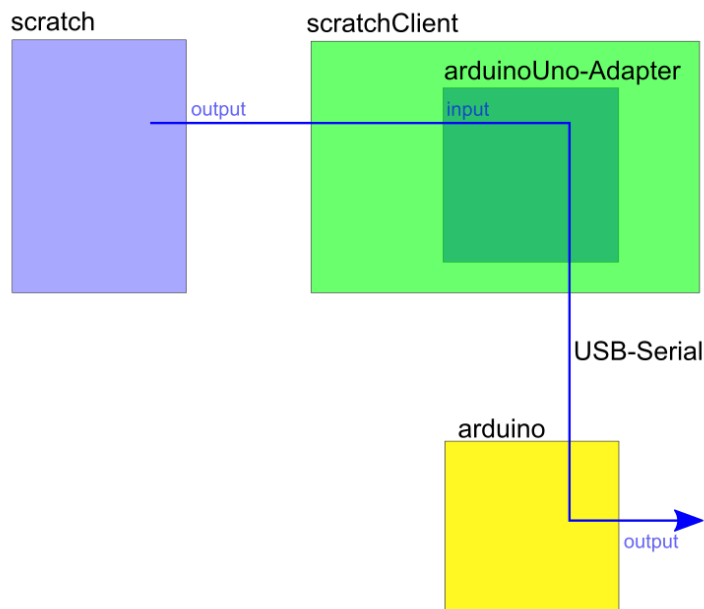 scratch
scratchClient
arduinoUno-Adapter
output
input
USB-Serial
arduino
output